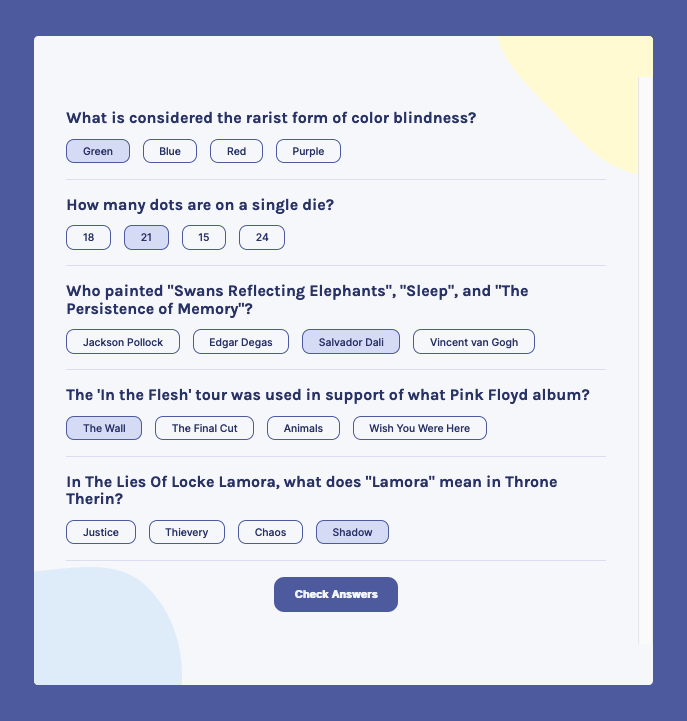 What is considered the rarist form of color blindness?
Green Blue Red Purple
How many dots are on a single die?
18 21 15 24
Who painted "Swans Reflecting Elephants", "Sleep", and "The
Persistence of Memory"?
Jackson Pollock Edgar Degas Salvador Dali Vincent van Gogh
The 'In the Flesh' tour was used in support of what Pink Floyd album?
The Wall The Final Cut Animals Wish You Were Here
In The Lies Of Locke Lamora, what does "Lamora" mean in Throne
Therin?
Justice Thievery Chaos Shadow
Check Answers